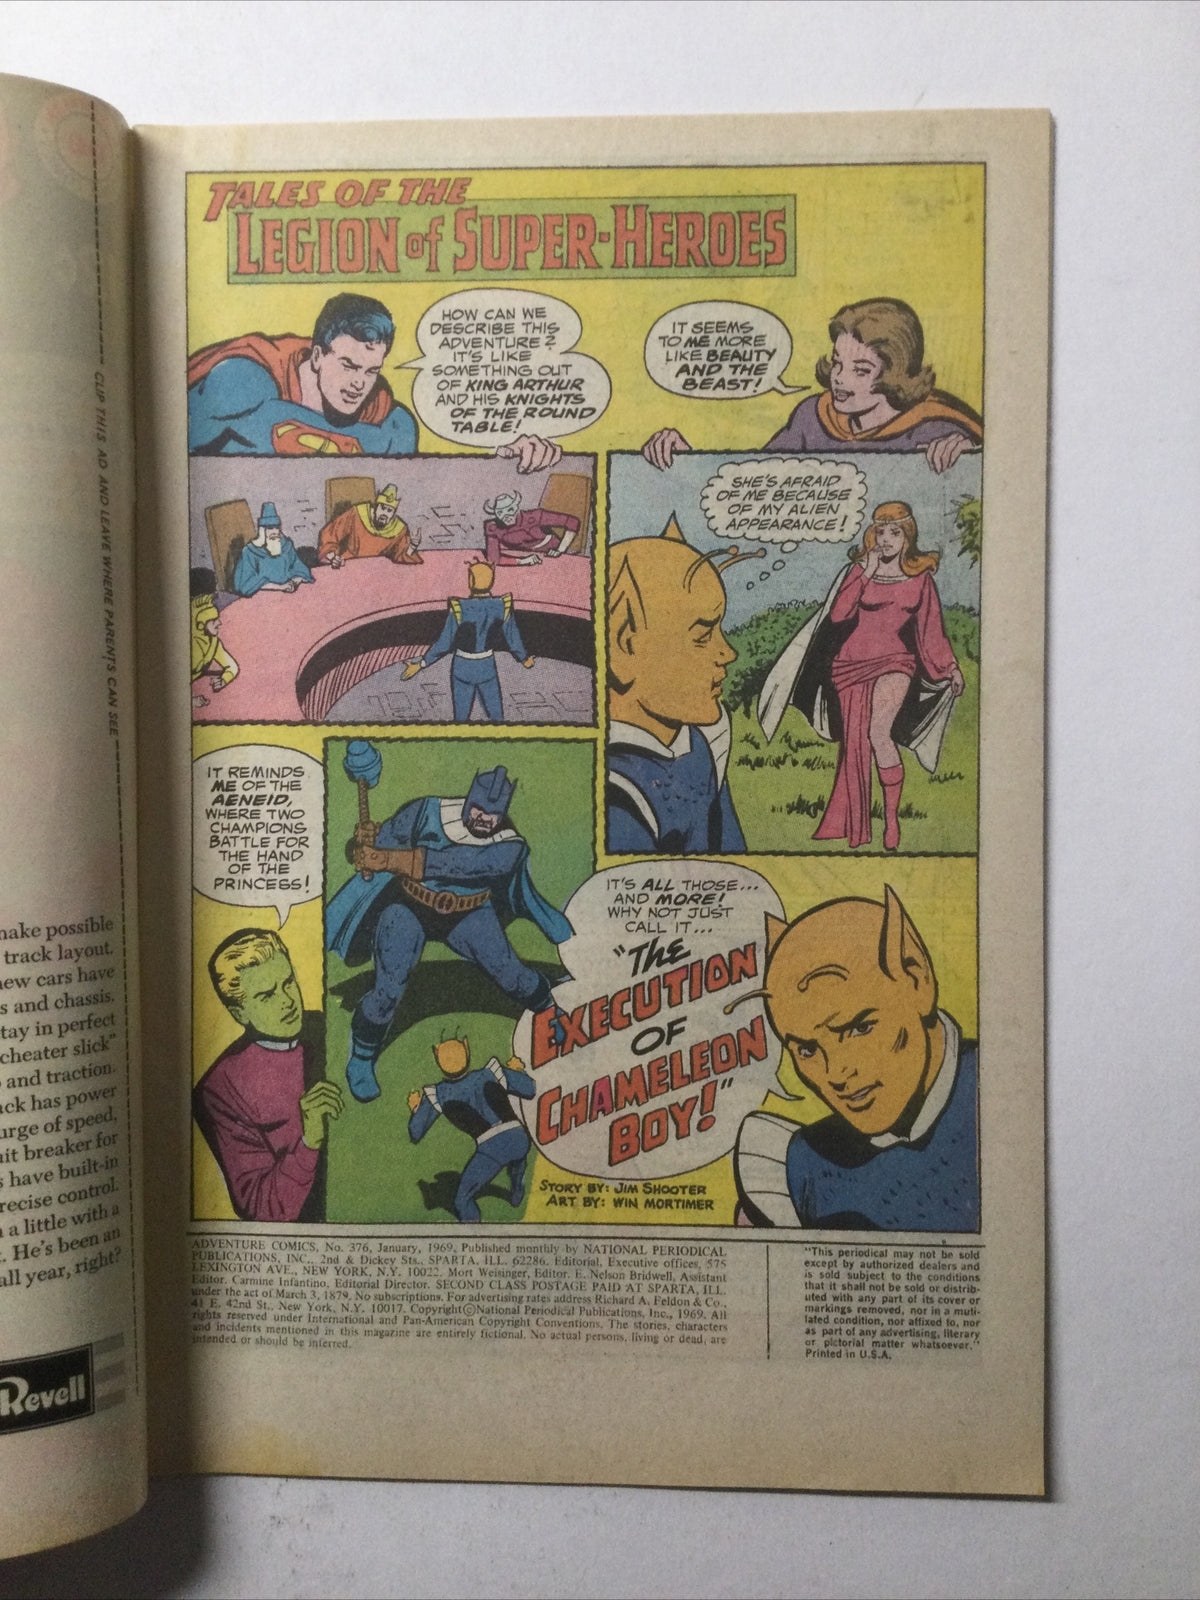 TALES OF THE
LEGION of SUPER-HEROES
HOW CAN WE
DESCRIBE THIS
ADVENTURE?
IT'S LIKE
SOMETHING OUT
OF KING ARTHUR
AND HIS KNIGHTS
OF THE ROUND
TABLE!
IT SEEMS
TO ME MORE
LIKE BEAUTY
AND THE
BEAST!
SHE'S AFRAID
OF ME BECAUSE
OF MY ALIEN
APPEARANCE!
IT REMINDS
ME OF THE
AENEID,
WHERE TWO
CHAMPIONS
BATTLE FOR
THE HAND
OF THE
PRINCESS!
IT'S ALL THOSE...
AND MORE!
WHY NOT JUST
CALL IT...
"THE
EXECUTION
OF
CHAMELEON
BOY!"
STORY BY: JIM SHOOTER
ART BY: WIN MORTIMER
ADVENTURE COMICS, No. 376, January, 1969. Published monthly by NATIONAL PERIODICAL
PUBLICATIONS, INC., 2nd & Dickey Sts., SPARTA, ILL. 62286. Editorial, Executive offices, 575
LEXINGTON AVE., NEW YORK, N.Y. 10022. Mort Weisinger, Editor. E. Nelson Bridwell, Assistant
Editor. Carmine Infantino, Editorial Director. SECOND CLASS POSTAGE PAID AT SPARTA, ILL.
under the act of March 3, 1879. No subscriptions. For advertising rates address Richard A. Feldon & Co.,
41 E. 42nd St., New York, N.Y. 10017. Copyright © National Periodical Publications, Inc., 1969. All
rights reserved under International and Pan-American Copyright Conventions. The stories, characters
and incidents mentioned in this magazine are entirely fictional. No actual persons, living or dead, are
intended or should be inferred.
"This periodical may not be sold
except by authorized dealers and
is sold subject to the conditions
that it shall not be sold or distrib-
uted with any part of its cover or
markings removed, nor in a muti-
lated condition, nor affixed to, nor
as part of any advertising, literary
or pictorial matter whatsoever."
Printed in U.S.A.
CLIP THIS AD AND LEAVE WHERE PARENTS CAN SEE
make possible
track layout.
new cars have
s and chassis.
tay in perfect
cheater slick"
and traction.
ack has power
urge of speed,
uit breaker for
s have built-in
recise control.
n a little with a
. He's been an
all year, right?
Revell